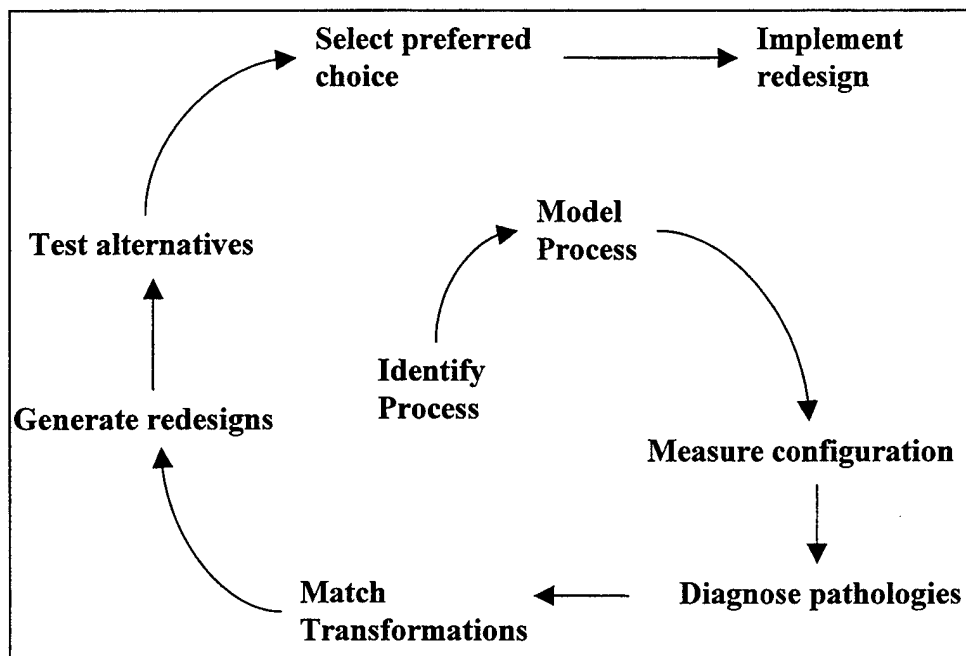 Select preferred
choice
Implement
redesign
Model
Process
Test alternatives
Identify
Process
Generate redesigns
Measure configuration
Match
Transformations
Diagnose pathologies